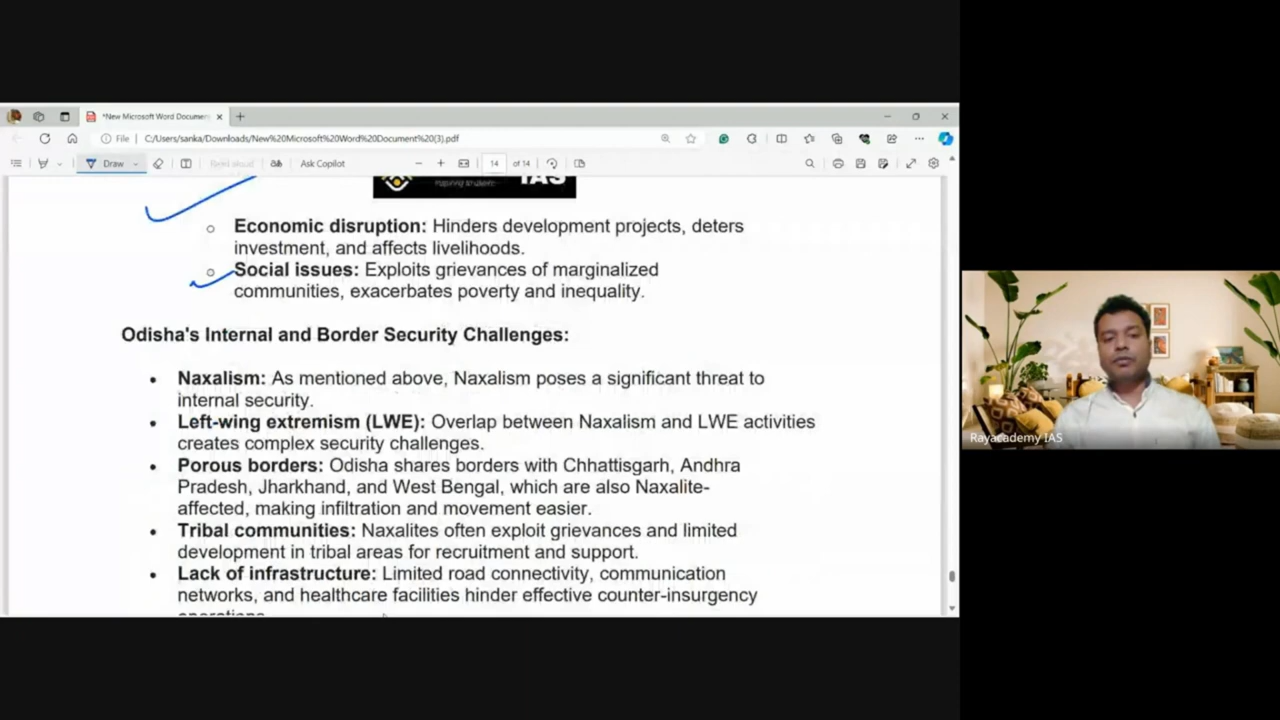 *New Microsoft Word Documen
File
C:/Users/sanka/Downloads/New%20Microsoft%20Word%20Document%20(3).pdf
Draw
Read aloud
Ask Copilot
14
of 14
IAS
Economic disruption: Hinders development projects, deters
investment, and affects livelihoods.
Social issues: Exploits grievances of marginalized
communities, exacerbates poverty and inequality.
Odisha's Internal and Border Security Challenges:
Naxalism: As mentioned above, Naxalism poses a significant threat to
internal security.
Left-wing extremism (LWE): Overlap between Naxalism and LWE activities
creates complex security challenges.
Porous borders: Odisha shares borders with Chhattisgarh, Andhra
Pradesh, Jharkhand, and West Bengal, which are also Naxalite-
affected, making infiltration and movement easier.
Tribal communities: Naxalites often exploit grievances and limited
development in tribal areas for recruitment and support.
Lack of infrastructure: Limited road connectivity, communication
networks, and healthcare facilities hinder effective counter-insurgency
Rayacademy IAS